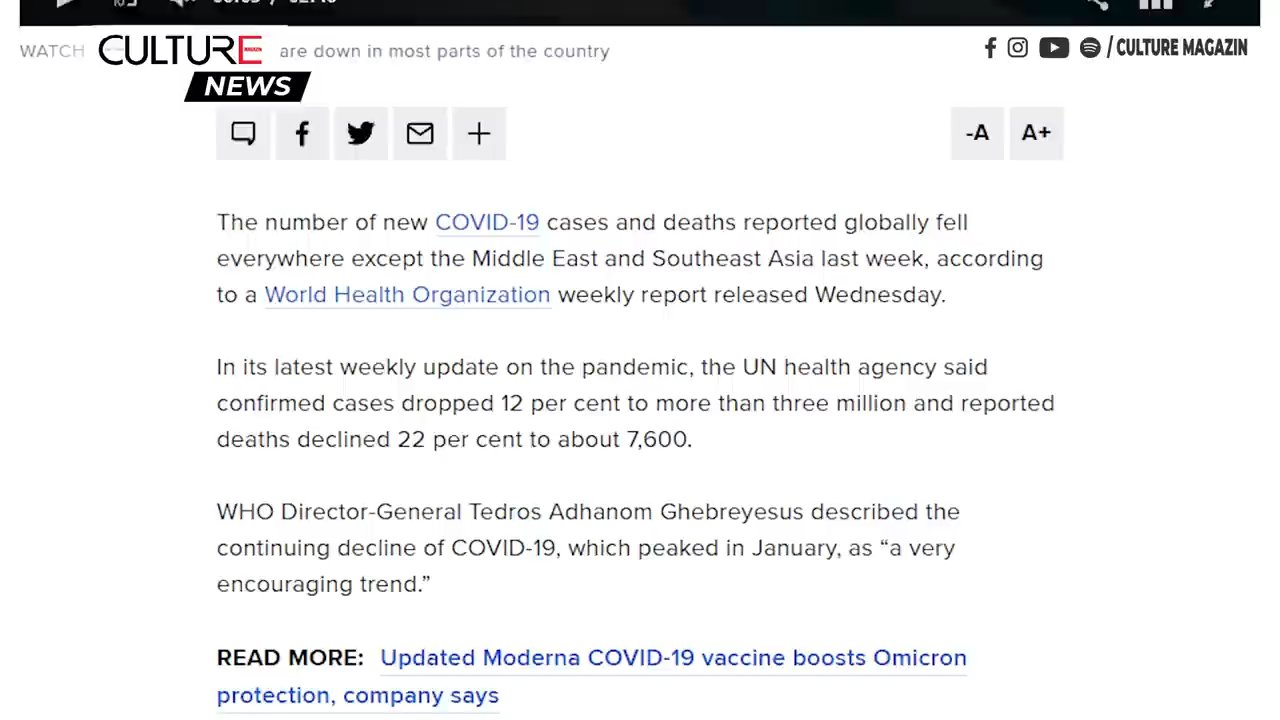 WATCH
are down in most parts of the country
CULTURE
NEWS
/ CULTURE MAGAZIN
-A
A+
The number of new COVID-19 cases and deaths reported globally fell
everywhere except the Middle East and Southeast Asia last week, according
to a World Health Organization weekly report released Wednesday.
In its latest weekly update on the pandemic, the UN health agency said
confirmed cases dropped 12 per cent to more than three million and reported
deaths declined 22 per cent to about 7,600.
WHO Director-General Tedros Adhanom Ghebreyesus described the
continuing decline of COVID-19, which peaked in January, as “a very
encouraging trend.”
READ MORE: Updated Moderna COVID-19 vaccine boosts Omicron
protection, company says